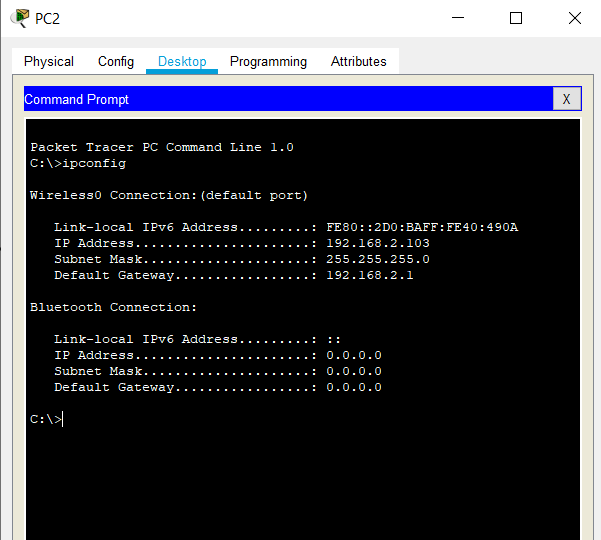 PC2
Physical Config Desktop Programming Attributes
Command Prompt X
Packet Tracer PC Command Line 1.0
C:\>ipconfig
Wireless0 Connection:(default port)
Link-local IPv6 Address.........: FE80::2D0:BAFF:FE40:490A
IP Address......................: 192.168.2.103
Subnet Mask.....................: 255.255.255.0
Default Gateway.................: 192.168.2.1
Bluetooth Connection:
Link-local IPv6 Address.........: ::
IP Address......................: 0.0.0.0
Subnet Mask.....................: 0.0.0.0
Default Gateway.................: 0.0.0.0
C:\>